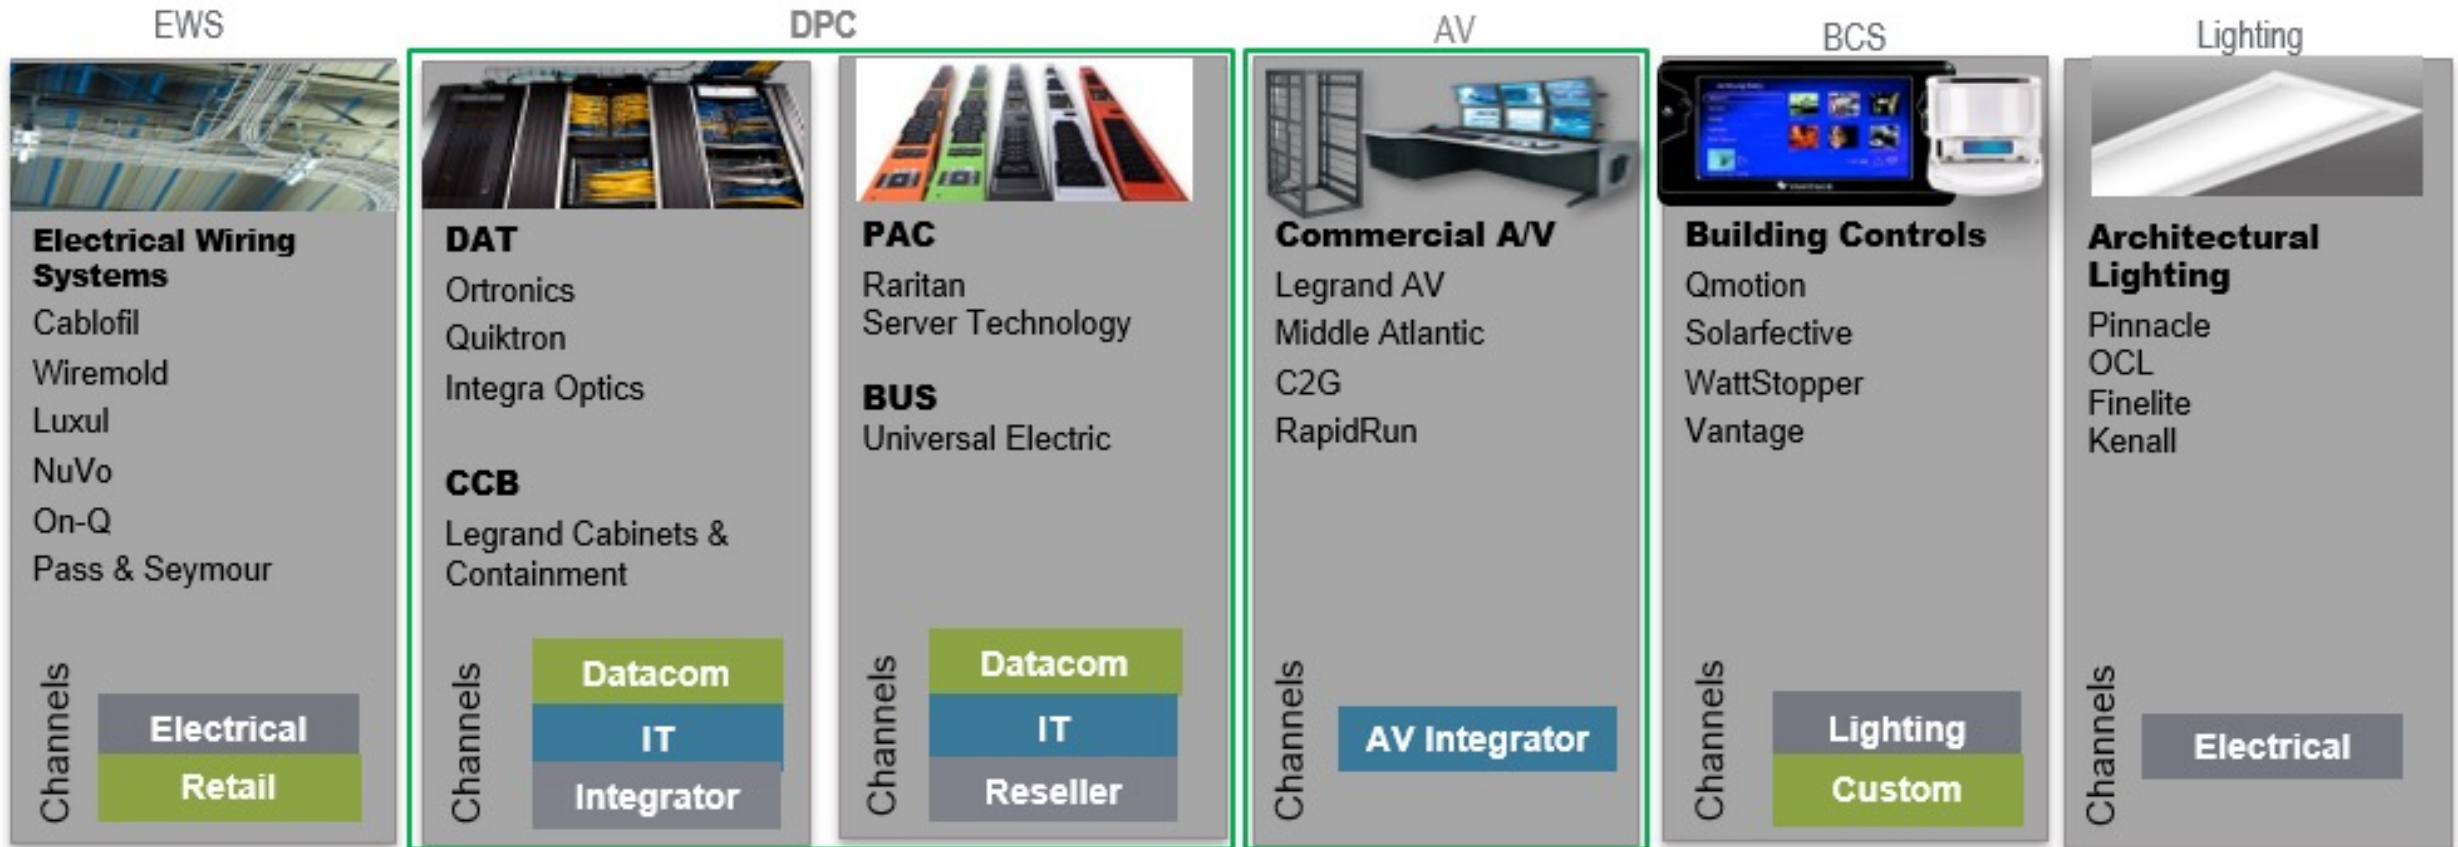 EWS
DPC
AV
BCS
Lighting
Electrical Wiring
Systems
Cablofil
Wiremold
Luxul
NuVo
On-Q
Pass & Seymour
Channels
Electrical
Retail
DAT
Ortronics
Quiktron
Integra Optics
CCB
Legrand Cabinets &
Containment
Channels
Datacom
IT
Integrator
PAC
Raritan
Server Technology
BUS
Universal Electric
Channels
Datacom
IT
Reseller
Commercial A/V
Legrand AV
Middle Atlantic
C2G
RapidRun
Channels
AV Integrator
Building Controls
Qmotion
Solarfective
WattStopper
Vantage
Channels
Lighting
Custom
Architectural
Lighting
Pinnacle
OCL
Finelite
Kenall
Channels
Electrical